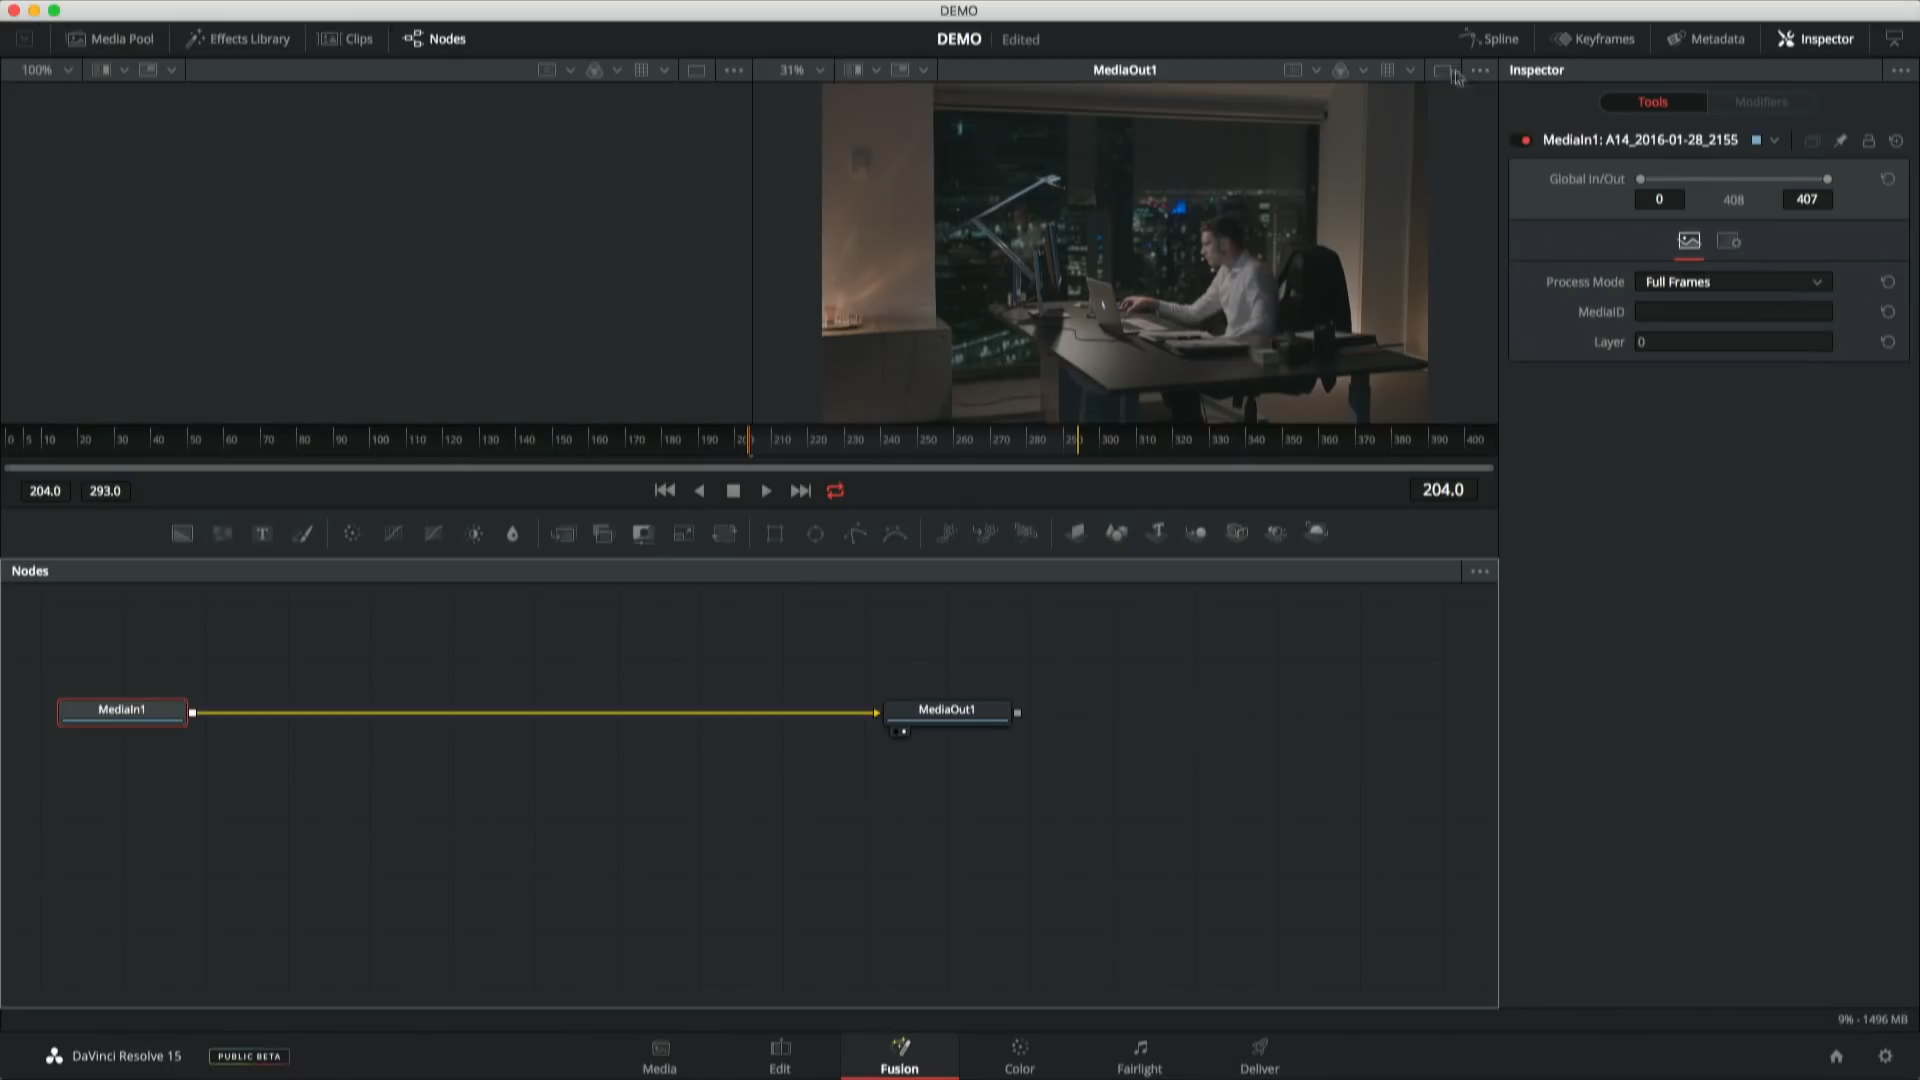 DEMO
Media Pool
Effects Library
Clips
Nodes
DEMO
Edited
Spline
Keyframes
Metadata
Inspector
100%
31%
MediaOut1
Inspector
Tools
Modifiers
MediaIn1: A14_2016-01-28_2155
Global In/Out
0
408
407
Process Mode
Full Frames
MediaID
Layer
0
0 5 10 20 30 40 50 60 70 80 90 100 110 120 130 140 150 160 170 180 190 210 220 230 240 250 260 270 280 300 310 320 330 340 350 360 370 380 390 400
204.0
293.0
204.0
T
T
Nodes
MediaIn1
MediaOut1
9% - 1496 MB
DaVinci Resolve 15
PUBLIC BETA
Media
Edit
Fusion
Color
Fairlight
Deliver